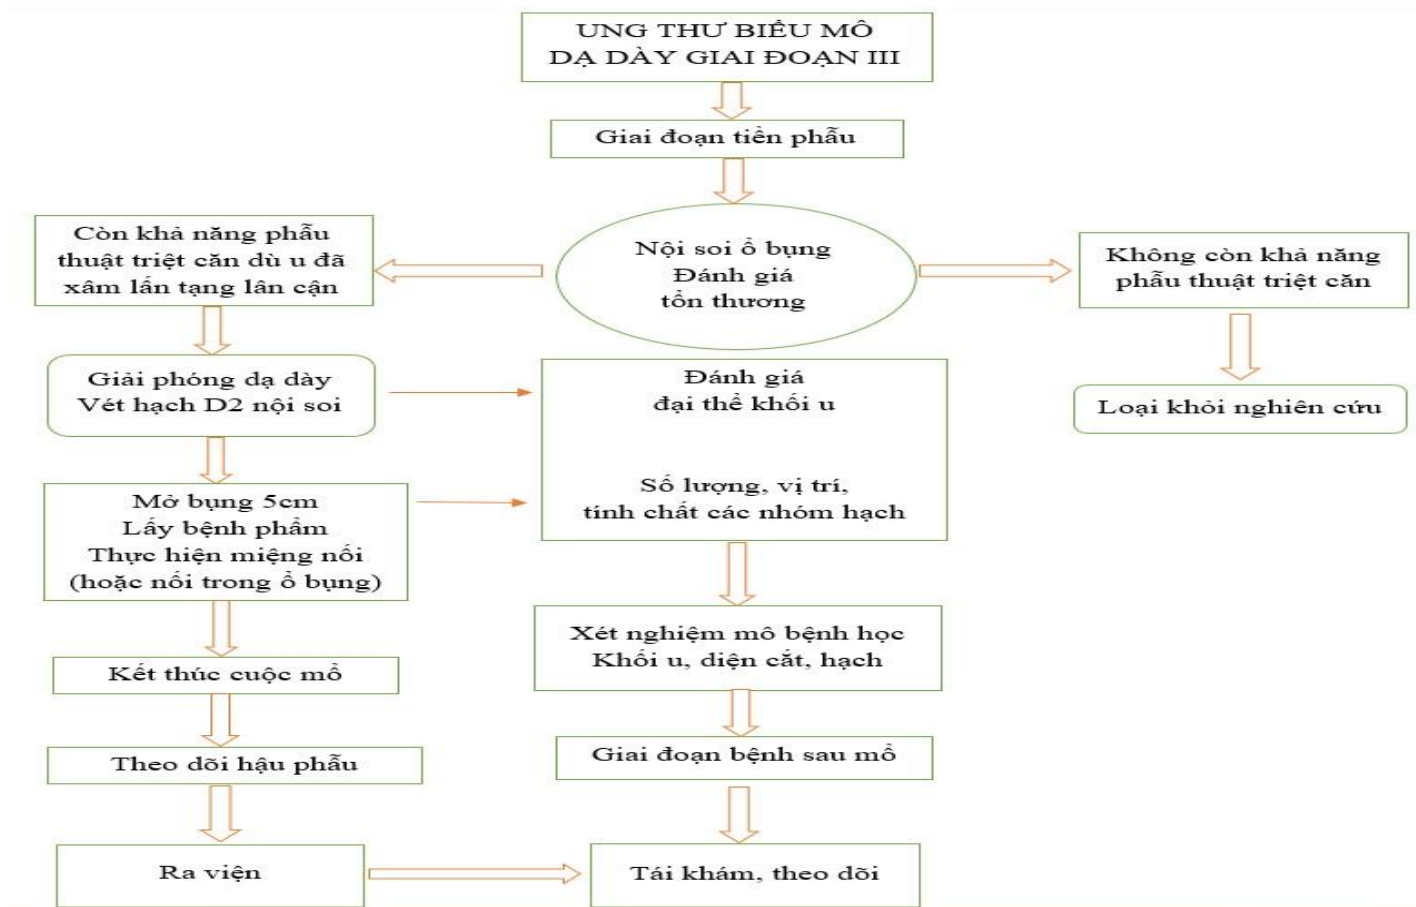 UNG THƯ BIỂU MÔ
DẠ DÀY GIAI ĐOẠN III
Giai đoạn tiền phẫu
Nội soi ổ bụng
Đánh giá
tổn thương
Còn khả năng phẫu
thuật triệt căn dù u đã
xâm lấn tạng lân cận
Không còn khả năng
phẫu thuật triệt căn
Giải phóng dạ dày
Vét hạch D2 nội soi
Đánh giá
đại thể khối u
Số lượng, vị trí,
tính chất các nhóm hạch
Loại khỏi nghiên cứu
Mở bụng 5cm
Lấy bệnh phẩm
Thực hiện miệng nối
(hoặc nối trong ổ bụng)
Xét nghiệm mô bệnh học
Khối u, diện cắt, hạch
Kết thúc cuộc mổ
Giai đoạn bệnh sau mổ
Theo dõi hậu phẫu
Ra viện
Tái khám, theo dõi